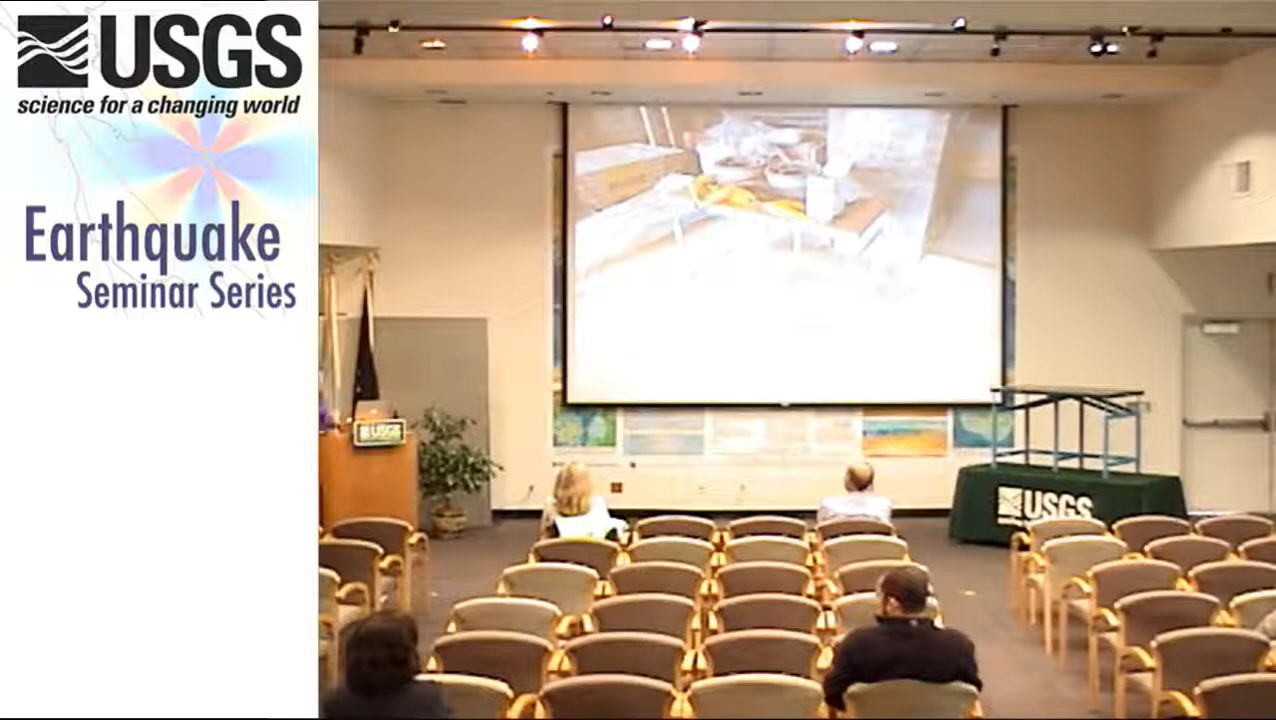 USGS
science for a changing world
Earthquake
Seminar Series
USGS
USGS